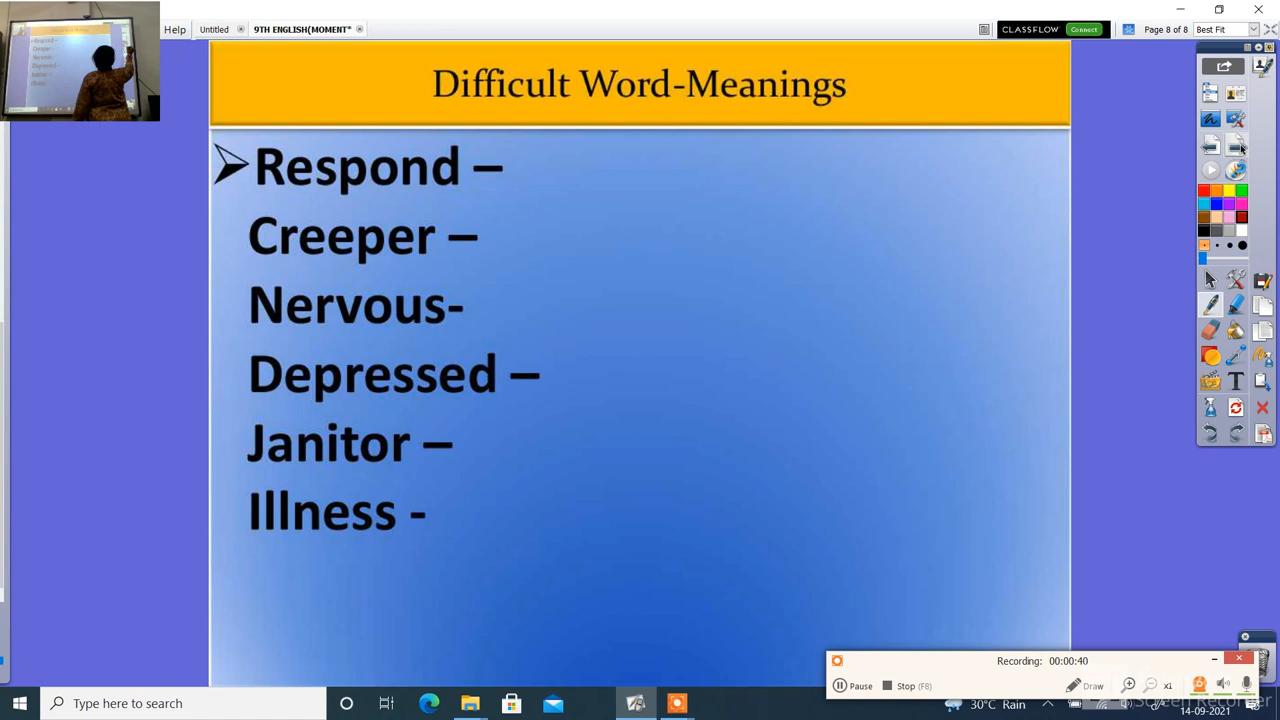 Help
Untitled
9TH ENGLISH(MOMENT*
CLASSFLOW
Connect
Page 8 of 8
Best Fit
Difficult Word-Meanings
➢Respond –
Creeper –
Nervous-
Depressed –
Janitor –
Illness -
Recording: 00:00:40
Pause
Stop (F8)
Draw
x1
Type here to search
30°C Rain
14-09-2021